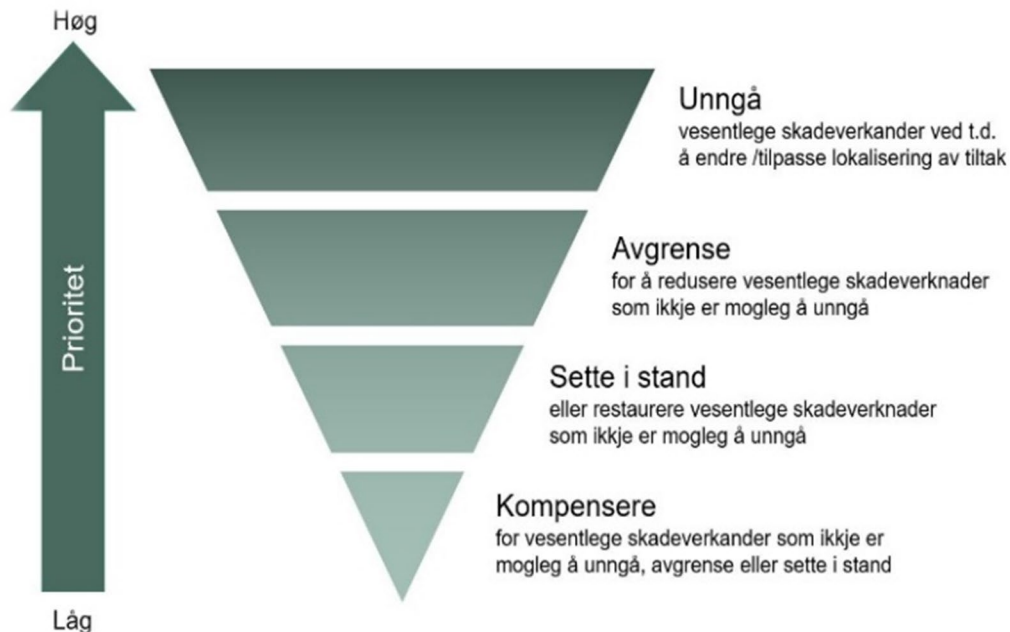 Høg
Prioritet
Låg
Unngå
vesentlege skadeverkander ved t.d.
å endre /tilpasse lokalisering av tiltak
Avgrense
for å redusere vesentlege skadeverknader
som ikkje er mogleg å unngå
Sette i stand
eller restaurere vesentlege skadeverknader
som ikkje er mogleg å unngå
Kompensere
for vesentlege skadeverkander som ikkje er
mogleg å unngå, avgrense eller sette i stand